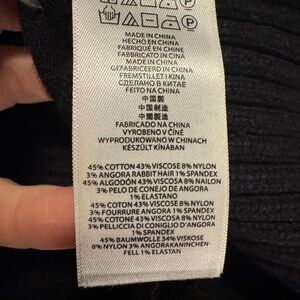 MADE IN CHINA
HECHO EN CHINA
FABRIQUÉ EN CHINE
FABBRICATO IN CHINA
MADE IN CHINA
GEFABRICEERD IN CHINA
FREMSTILLET I KINA
СДЕЛАНО В КИТАЕ
FEITO NA CHINA
中国製
中国制造
中國製造
FABRICADO NA CHINA
VYROBENO V ČÍNĚ
WYPRODUKOWANO W CHINACH
KÉSZÜLT KÍNÁBAN
45% COTTON 43% VISCOSE 8% NYLON
3% ANGORA RABBIT HAIR 1% SPANDEX
45% ALGODÓN 43% VISCOSA 8% NAILON
3% PELO DE CONEJO DE ANGORA
1% ELASTANO
45% COTON 43% VISCOSE 8% NYLON
3% FOURRURE ANGORA 1% SPANDEX
45% COTONE 43% VISCOSA 8% NYLON
3% PELLICCIA DI CONIGLIO D'ANGORA
1% SPANDEX
45% BAUMWOLLE 34% VISKOSE
8% NYLON 3% ANGORAKANINCHEN
FELL 1% ELASTAN